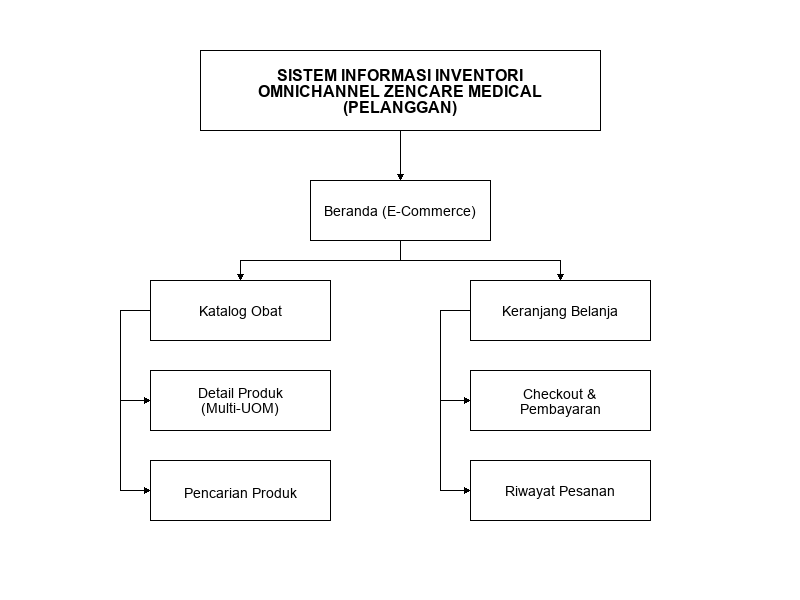 SISTEM INFORMASI INVENTORI
OMNICHANNEL ZENCARE MEDICAL
(PELANGGAN)
Beranda (E-Commerce)
Katalog Obat
Keranjang Belanja
Detail Produk
(Multi-UOM)
Checkout &
Pembayaran
Pencarian Produk
Riwayat Pesanan